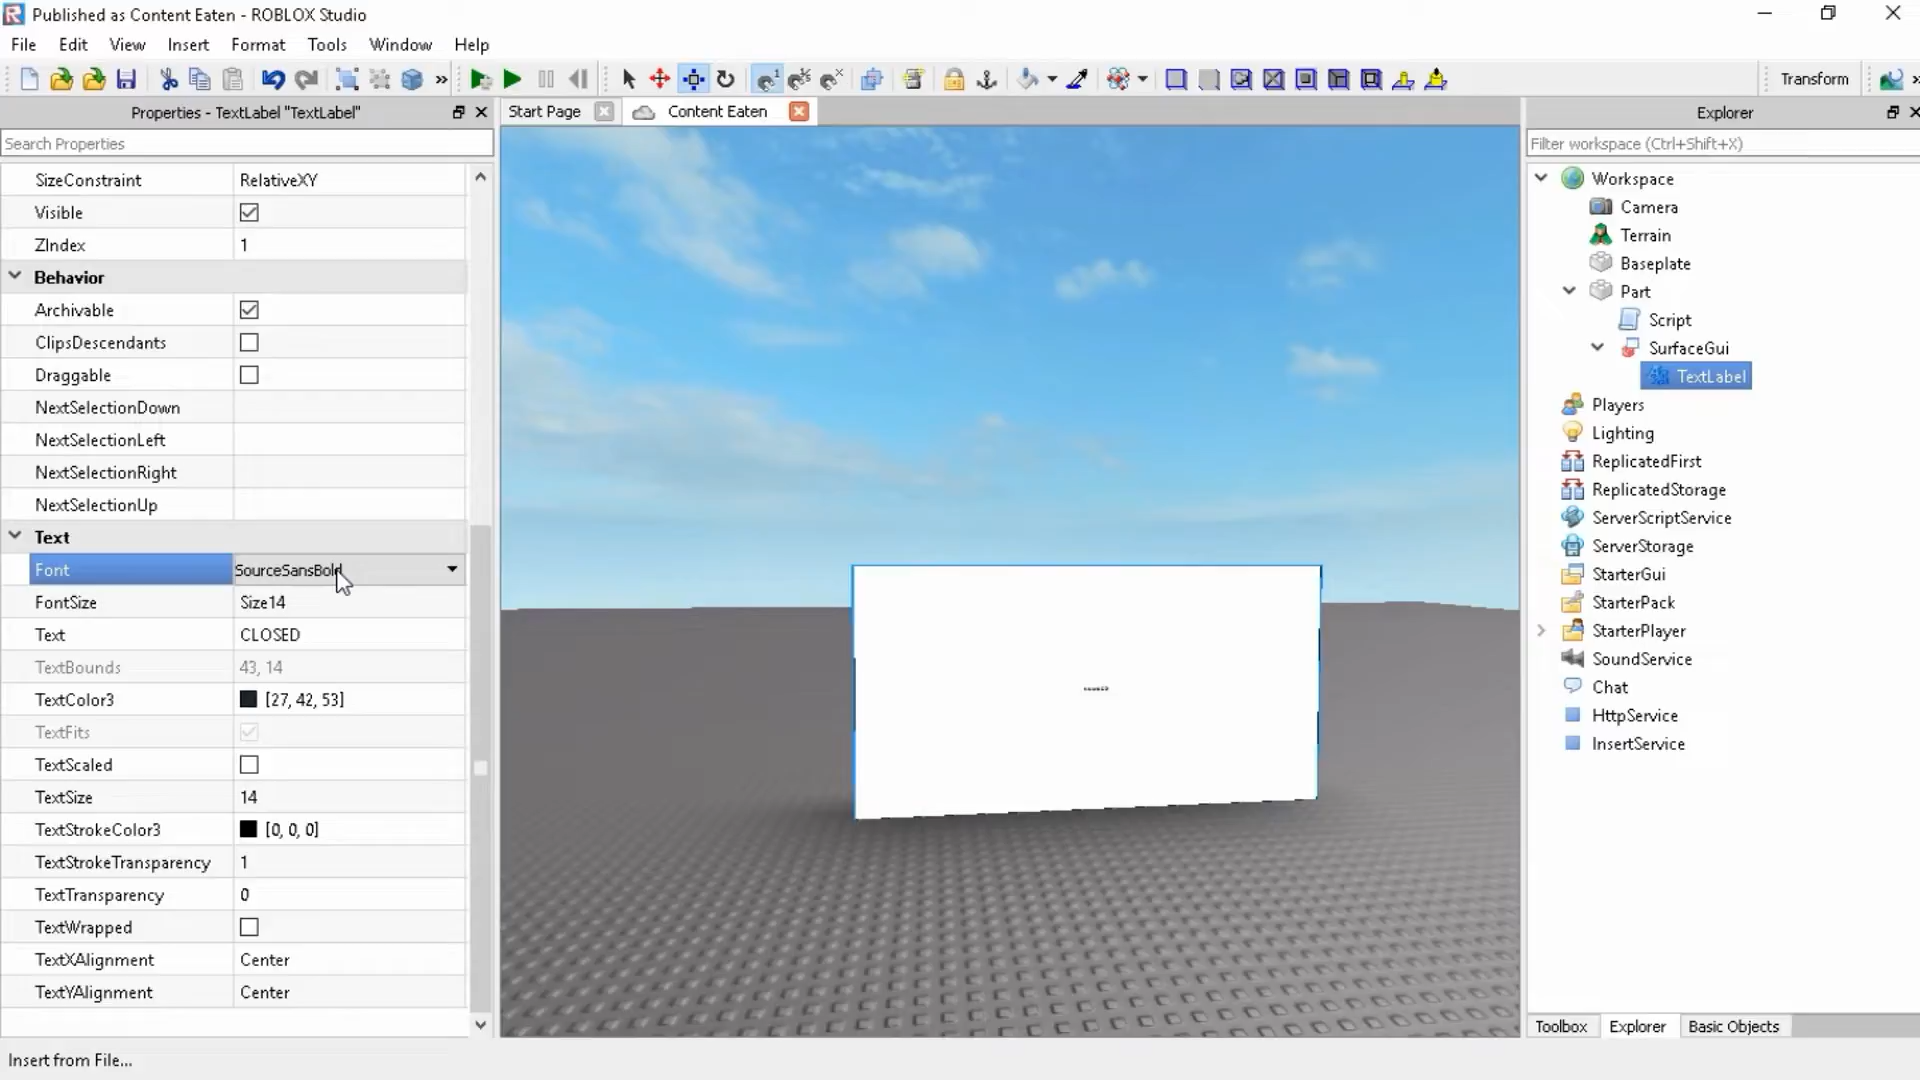 Published as Content Eaten - ROBLOX Studio
File Edit View Insert Format Tools Window Help
Transform
Properties - TextLabel "TextLabel"
Start Page
Content Eaten
Explorer
Search Properties
Filter workspace (Ctrl+Shift+X)
SizeConstraint RelativeXY
Visible
ZIndex 1
Behavior
Archivable
ClipsDescendants
Draggable
NextSelectionDown
NextSelectionLeft
NextSelectionRight
NextSelectionUp
Text
Font SourceSansBold
FontSize Size14
Text CLOSED
TextBounds 43, 14
TextColor3 [27, 42, 53]
TextFits
TextScaled
TextSize 14
TextStrokeColor3 [0, 0, 0]
TextStrokeTransparency 1
TextTransparency 0
TextWrapped
TextXAlignment Center
TextYAlignment Center
Workspace
Camera
Terrain
Baseplate
Part
Script
SurfaceGui
TextLabel
Players
Lighting
ReplicatedFirst
ReplicatedStorage
ServerScriptService
ServerStorage
StarterGui
StarterPack
StarterPlayer
SoundService
Chat
HttpService
InsertService
Toolbox Explorer Basic Objects
Insert from File...